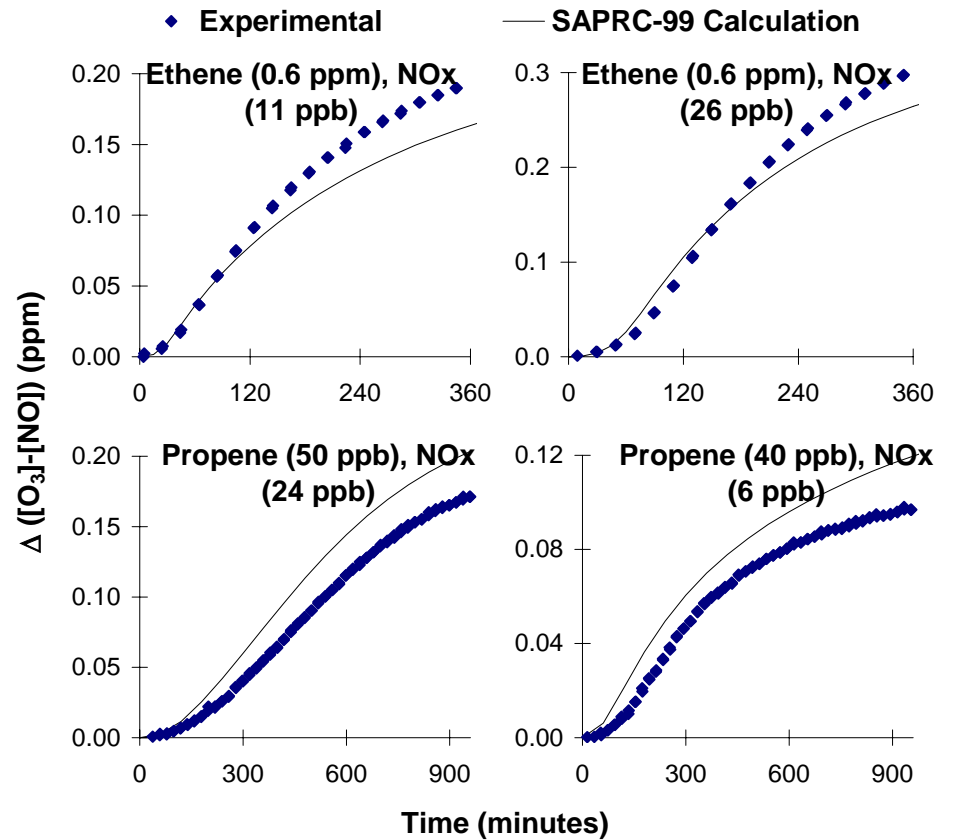 Experimental
SAPRC-99 Calculation
Ethene (0.6 ppm), NOx
(11 ppb)
0.20
0.15
0.10
0.05
0.00
0
120
240
360
Ethene (0.6 ppm), NOx
(26 ppb)
0.3
0.2
0.1
0.0
0
120
240
360
Δ ([O3]-[NO]) (ppm)
Propene (50 ppb), NOx
(24 ppb)
0.20
0.15
0.10
0.05
0.00
0
300
600
900
Propene (40 ppb), NOx
(6 ppb)
0.12
0.08
0.04
0.00
0
300
600
900
Time (minutes)